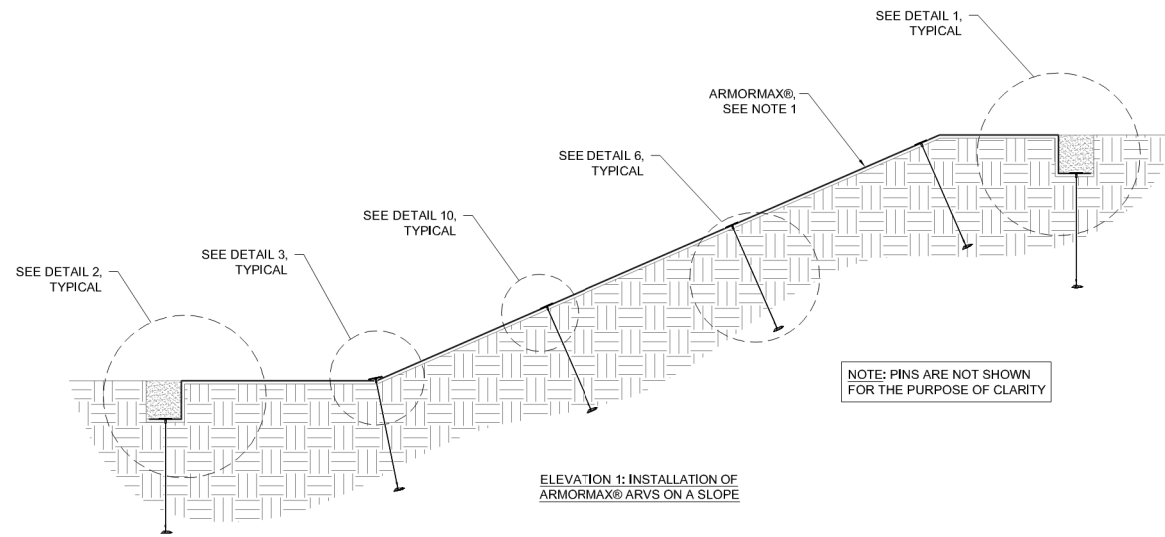 SEE DETAIL 1,
TYPICAL
ARMORMAX®,
SEE NOTE 1
SEE DETAIL 6,
TYPICAL
SEE DETAIL 10,
TYPICAL
SEE DETAIL 3,
TYPICAL
SEE DETAIL 2,
TYPICAL
NOTE: PINS ARE NOT SHOWN
FOR THE PURPOSE OF CLARITY
ELEVATION 1: INSTALLATION OF
ARMORMAX® ARVS ON A SLOPE